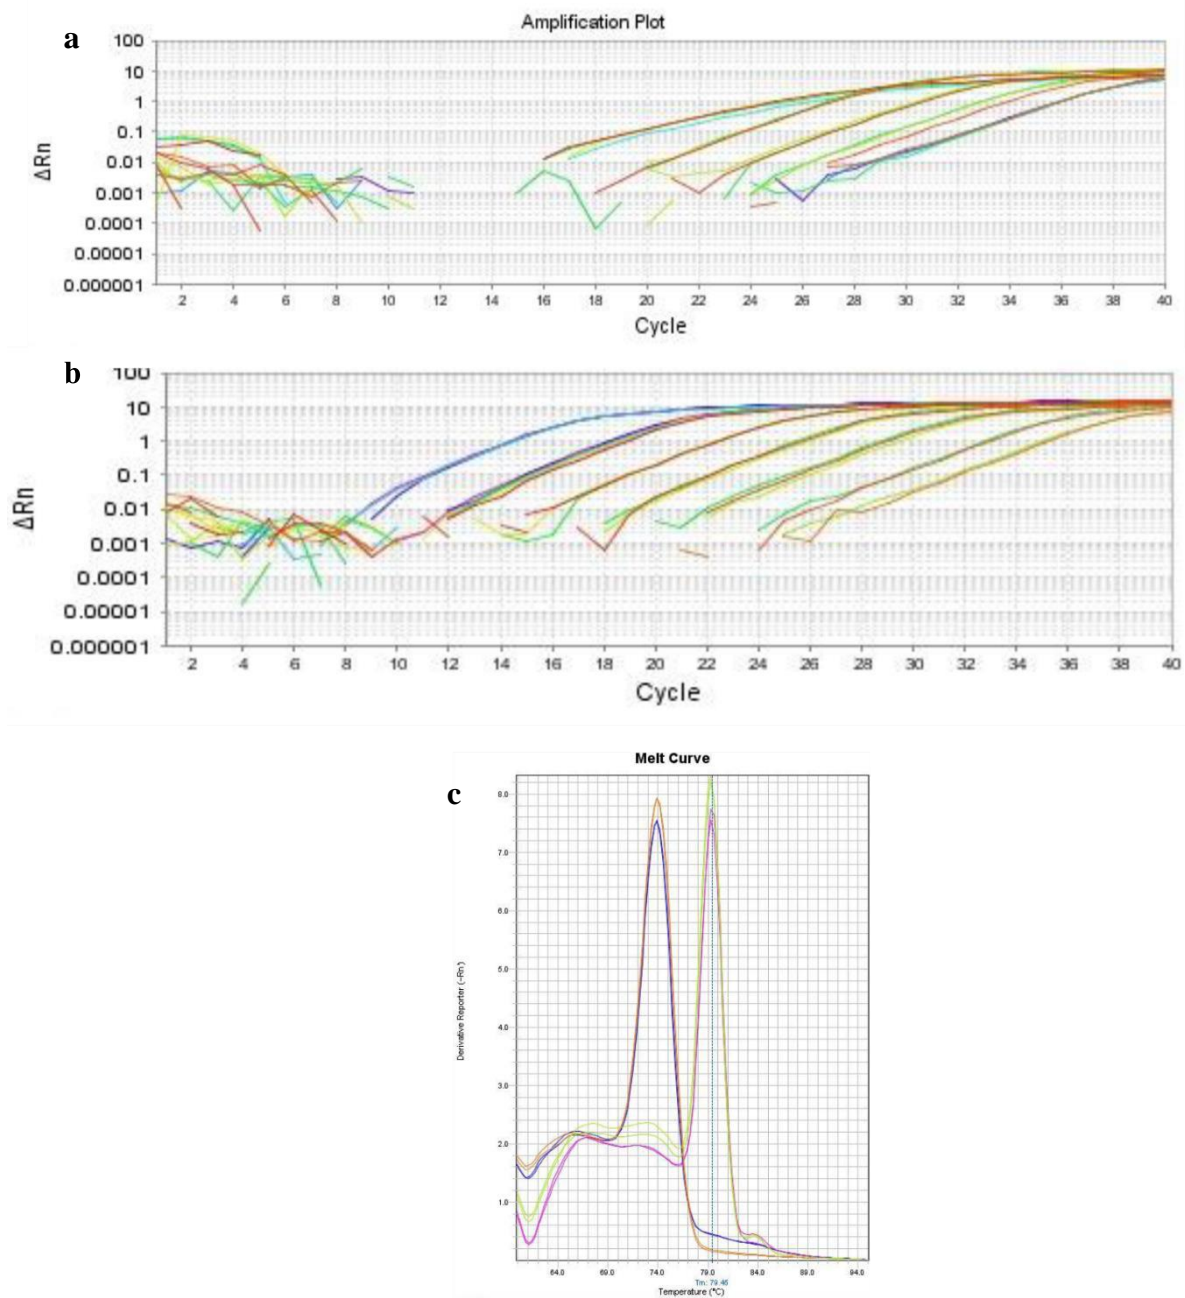 a
Amplification Plot
100
10
1
0.1
0.01
0.001
0.0001
0.00001
0.000001
ΔRn
2 4 6 8 10 12 14 16 18 20 22 24 26 28 30 32 34 36 38 40
Cycle
b
100
10
1
0.1
0.01
0.001
0.0001
0.00001
0.000001
ΔRn
2 4 6 8 10 12 14 16 18 20 22 24 26 28 30 32 34 36 38 40
Cycle
Melt Curve
c
8.0
7.0
6.0
5.0
4.0
3.0
2.0
1.0
Derivative Reporter (-Rn)
64.0 69.0 74.0 79.0 84.0 89.0 94.0
Tm: 79.46
Temperature (°C)